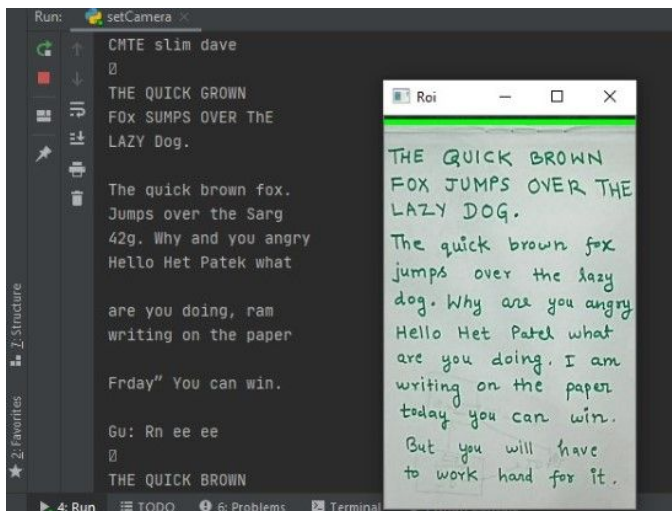 Run: setCamera
CMTE slim dave
THE QUICK GROWN
FOx SUMPS OVER ThE
LAZY Dog.
The quick brown fox.
Jumps over the Sarg
42g. Why and you angry
Hello Het Patek what
are you doing, ram
writing on the paper
Frday” You can win.
Gu: Rn ee ee
THE QUICK BROWN
Roi
THE QUICK BROWN
FOX JUMPS OVER THE
LAZY DOG.
The quick brown fox
jumps over the lazy
dog. Why are you angry
Hello Het Patel what
are you doing. I am
writing on the paper
today you can win.
But you will have
to work hard for it.
7: Structure
2: Favorites
4: Run TODO 6: Problems Terminal